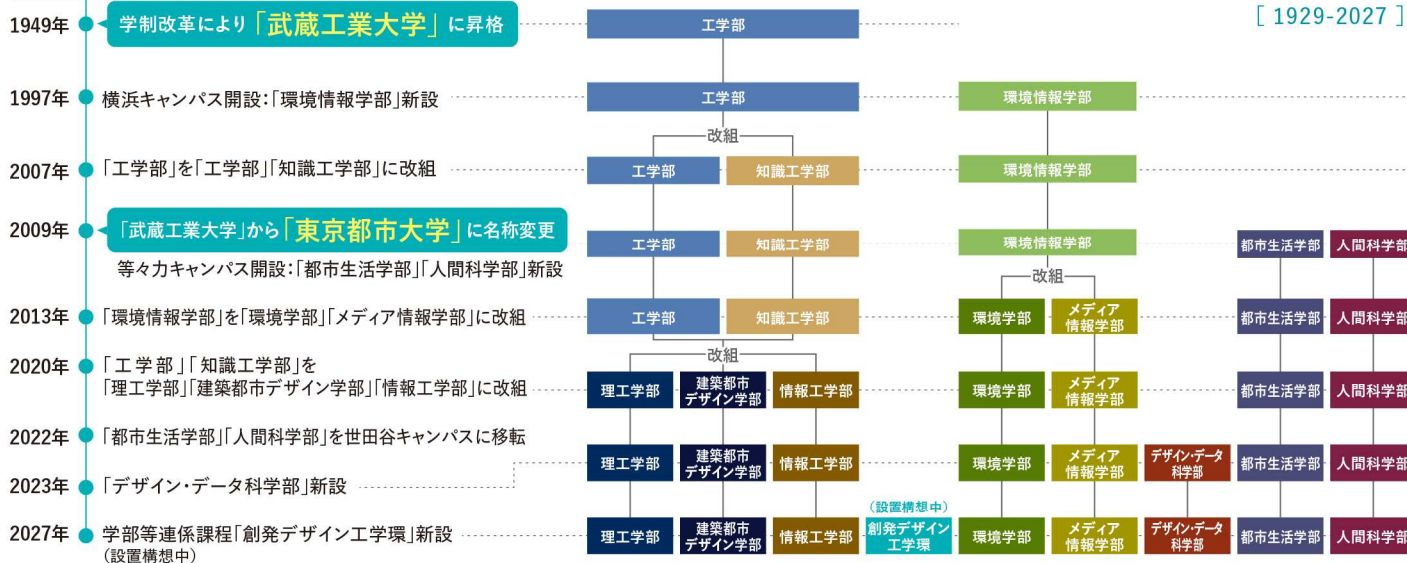 [ 1929-2027 ]
1949年 学制改革により「武蔵工業大学」に昇格
工学部
1997年 横浜キャンパス開設:「環境情報学部」新設
工学部 環境情報学部
改組
2007年 「工学部」を「工学部」「知識工学部」に改組
工学部 知識工学部 環境情報学部
2009年 「武蔵工業大学」から「東京都市大学」に名称変更
等々力キャンパス開設:「都市生活学部」「人間科学部」新設
工学部 知識工学部 環境情報学部 都市生活学部 人間科学部
改組
2013年 「環境情報学部」を「環境学部」「メディア情報学部」に改組
工学部 知識工学部 環境学部 メディア
情報学部
都市生活学部 人間科学部
改組
2020年 「工学部」「知識工学部」を
「理工学部」「建築都市デザイン学部」「情報工学部」に改組
理工学部 建築都市
デザイン学部
情報工学部 環境学部 メディア
情報学部
都市生活学部 人間科学部
2022年 「都市生活学部」「人間科学部」を世田谷キャンパスに移転
2023年 「デザイン・データ科学部」新設
理工学部 建築都市
デザイン学部
情報工学部 環境学部 メディア
情報学部
デザイン・データ
科学部
都市生活学部 人間科学部
2027年 学部等連係課程「創発デザイン工学環」新設
(設置構想中)
理工学部 建築都市
デザイン学部
情報工学部
(設置構想中)
創発デザイン
工学環
環境学部 メディア
情報学部
デザイン・データ
科学部
都市生活学部 人間科学部